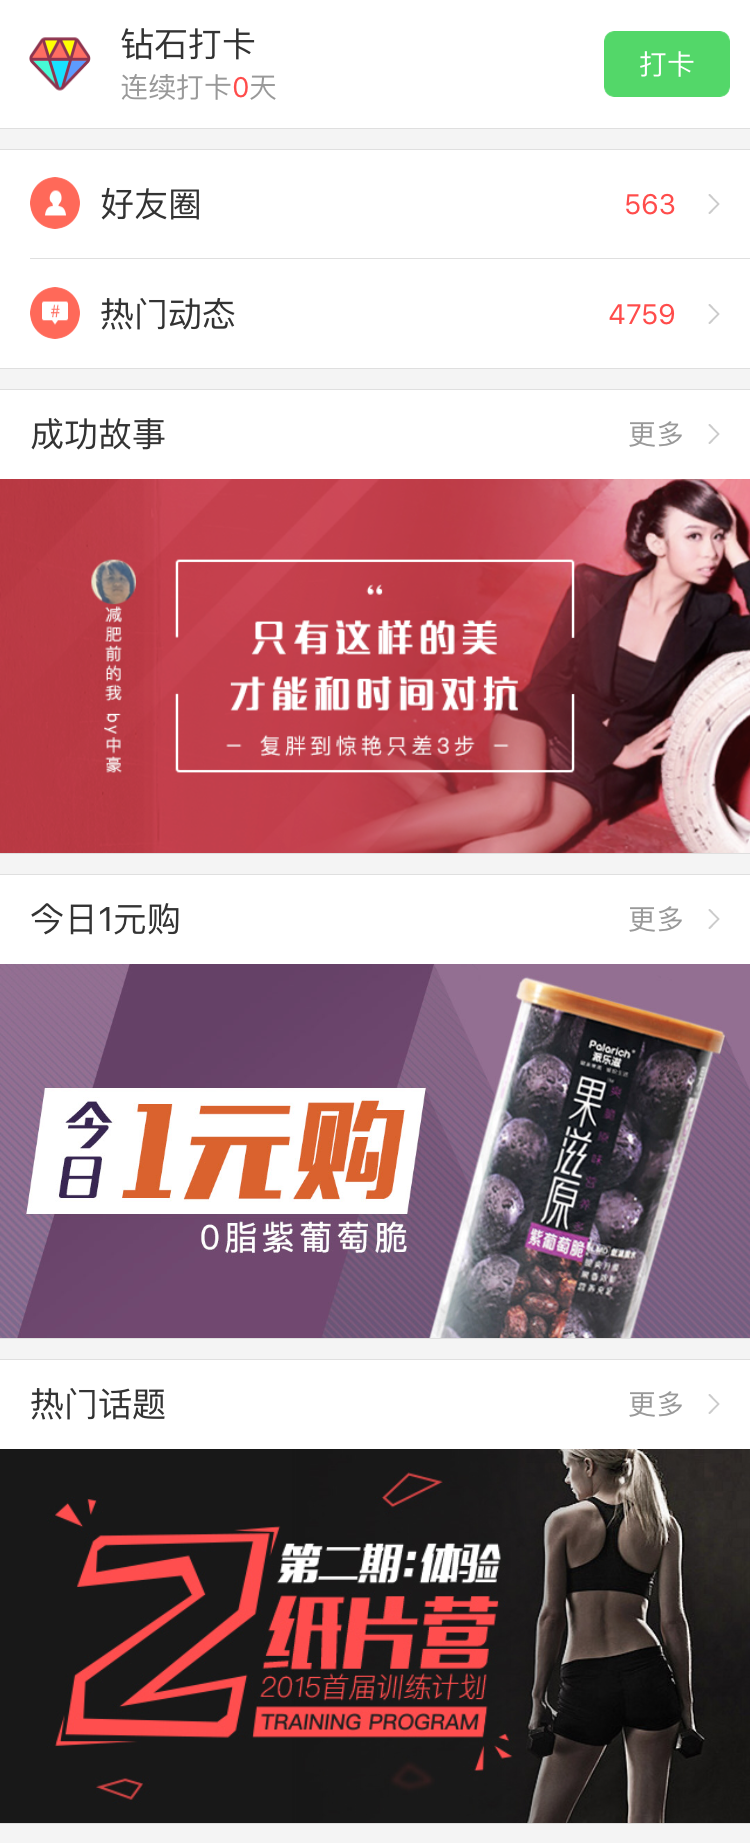 钻石打卡
连续打卡0天
打卡
好友圈
563
#
热门动态
4759
成功故事
更多
减肥前的我 by中豪
“
只有这样的美
才能和时间对抗
— 复胖到惊艳只差3步 —
今日1元购
更多
今日
1元购
0脂紫葡萄脆
Palarich
派乐滋
果滋原
紫葡萄脆
热门话题
更多
2
第二期:体验
纸片营
2015首届训练计划
TRAINING PROGRAM